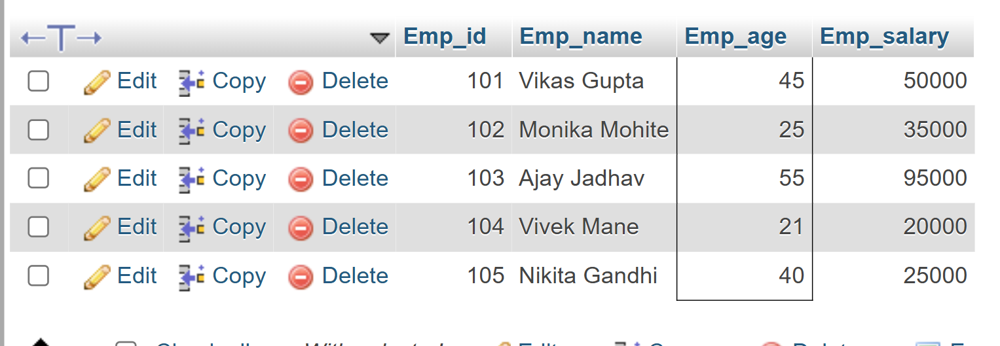 Emp_id Emp_name Emp_age Emp_salary
Edit Copy Delete 101 Vikas Gupta 45 50000
Edit Copy Delete 102 Monika Mohite 25 35000
Edit Copy Delete 103 Ajay Jadhav 55 95000
Edit Copy Delete 104 Vivek Mane 21 20000
Edit Copy Delete 105 Nikita Gandhi 40 25000